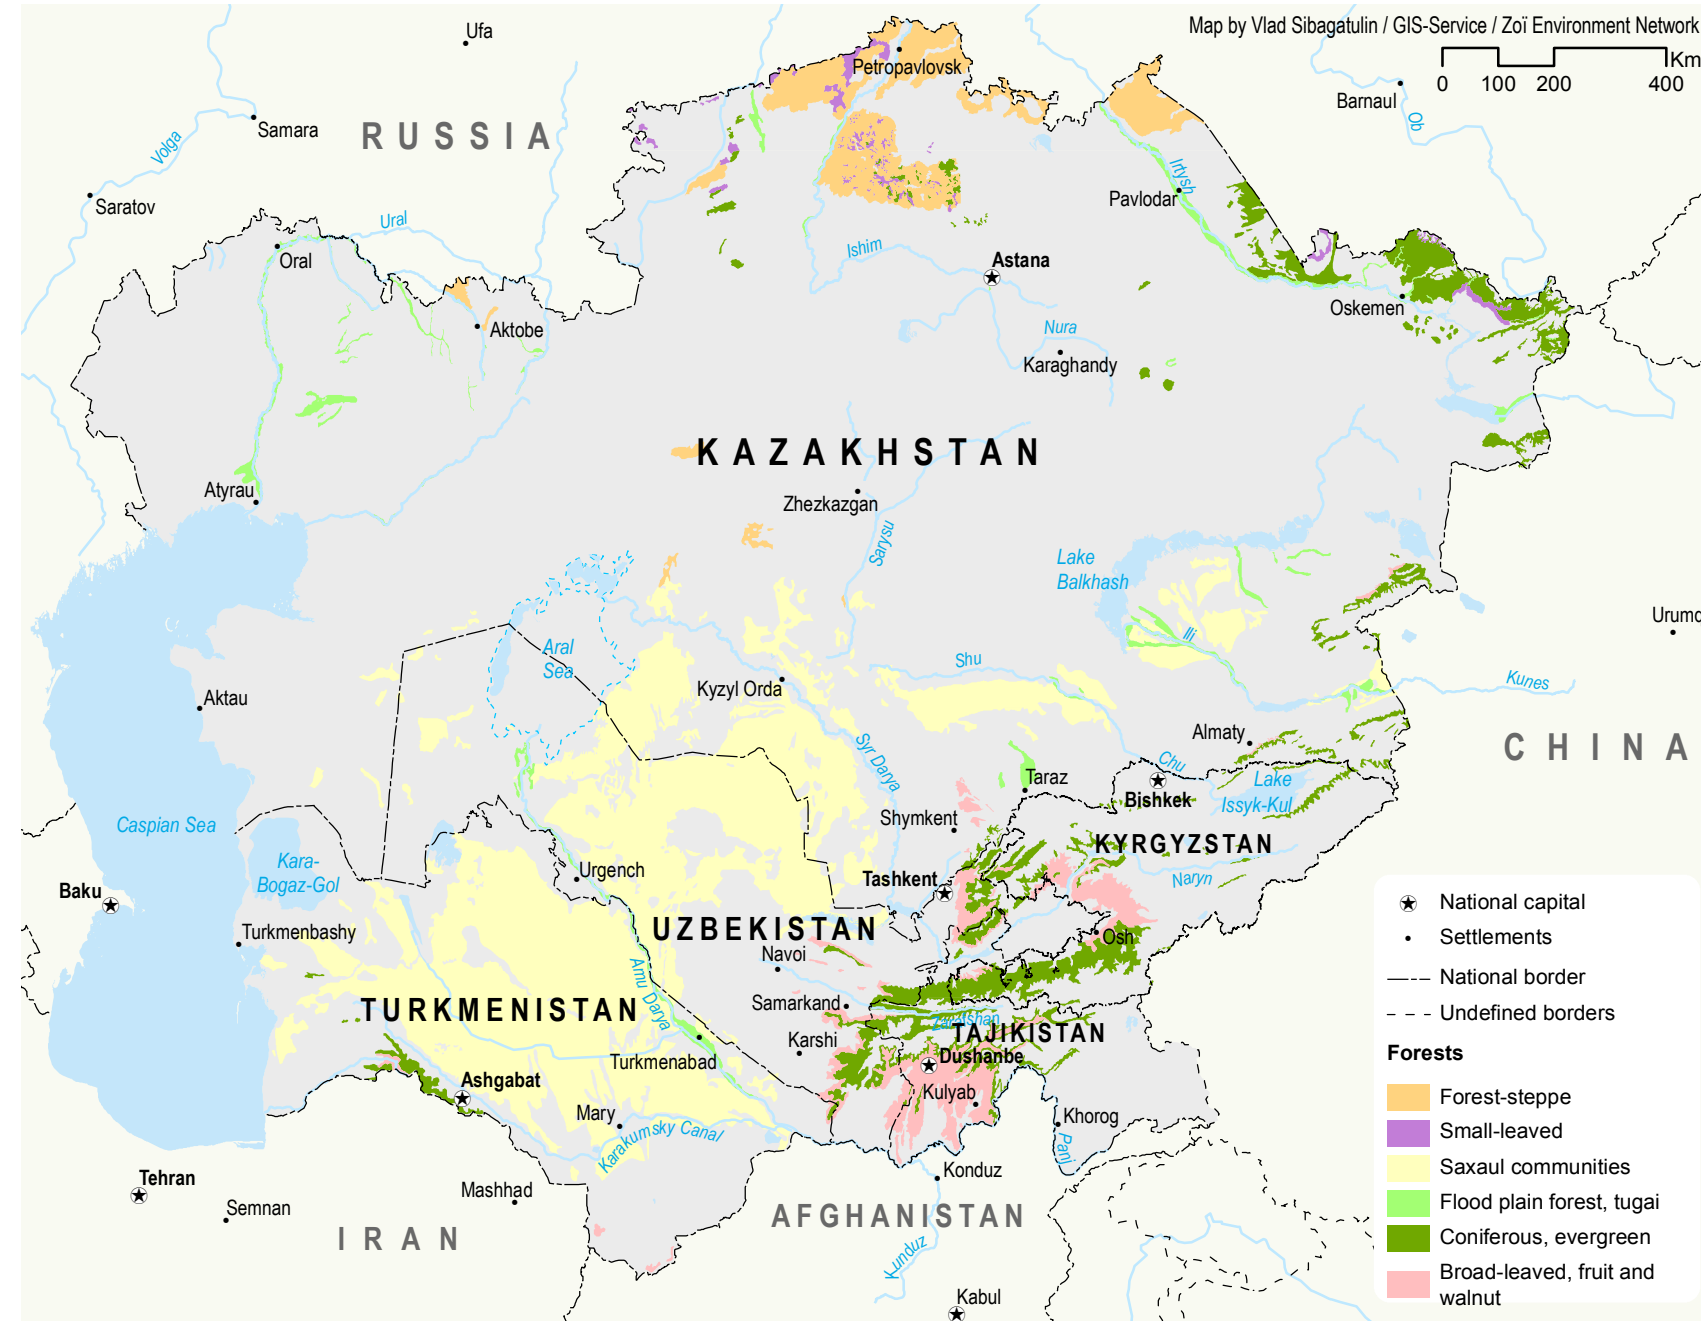 Map by Vlad Sibagatulin / GIS-Service / Zoï Environment Network
Km
0 100 200 400
Ufa
Petropavlovsk
Barnaul
Ob
Samara
RUSSIA
Volga
Saratov
Irtysh
Pavlodar
Ural
Oral
Ishim
Astana
Oskemen
Aktobe
Nura
Karaghandy
KAZAKHSTAN
Atyrau
Zhezkazgan
Sarysu
Lake
Balkhash
Urumc
Ili
Aral
Sea
Shu
Kyzyl Orda
Kunes
Aktau
Almaty
CHINA
Syr Darya
Chu
Taraz
Bishkek
Lake
Issyk-Kul
Caspian Sea
Shymkent
KYRGYZSTAN
Kara-
Bogaz-Gol
Urgench
Tashkent
Naryn
Baku
Turkmenbashy
UZBEKISTAN
Osh
Navoi
Amu Darya
Samarkand
TURKMENISTAN
Zarafshan
TAJIKISTAN
Karshi
Dushanbe
Turkmenabad
Ashgabat
Kulyab
Mary
Khorog
Karakumsky Canal
Panj
Tehran
Konduz
Mashhad
Semnan
AFGHANISTAN
IRAN
Kunduz
Kabul
National capital
Settlements
National border
Undefined borders
Forests
Forest-steppe
Small-leaved
Saxaul communities
Flood plain forest, tugai
Coniferous, evergreen
Broad-leaved, fruit and
walnut